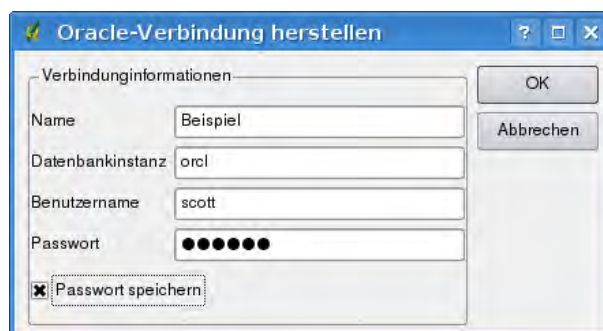 Oracle-Verbindung herstellen
Verbindunginformationen
OK
Abbrechen
Name Beispiel
Datenbankinstanz orcl
Benutzername scott
Passwort ●●●●●●
Passwort speichern